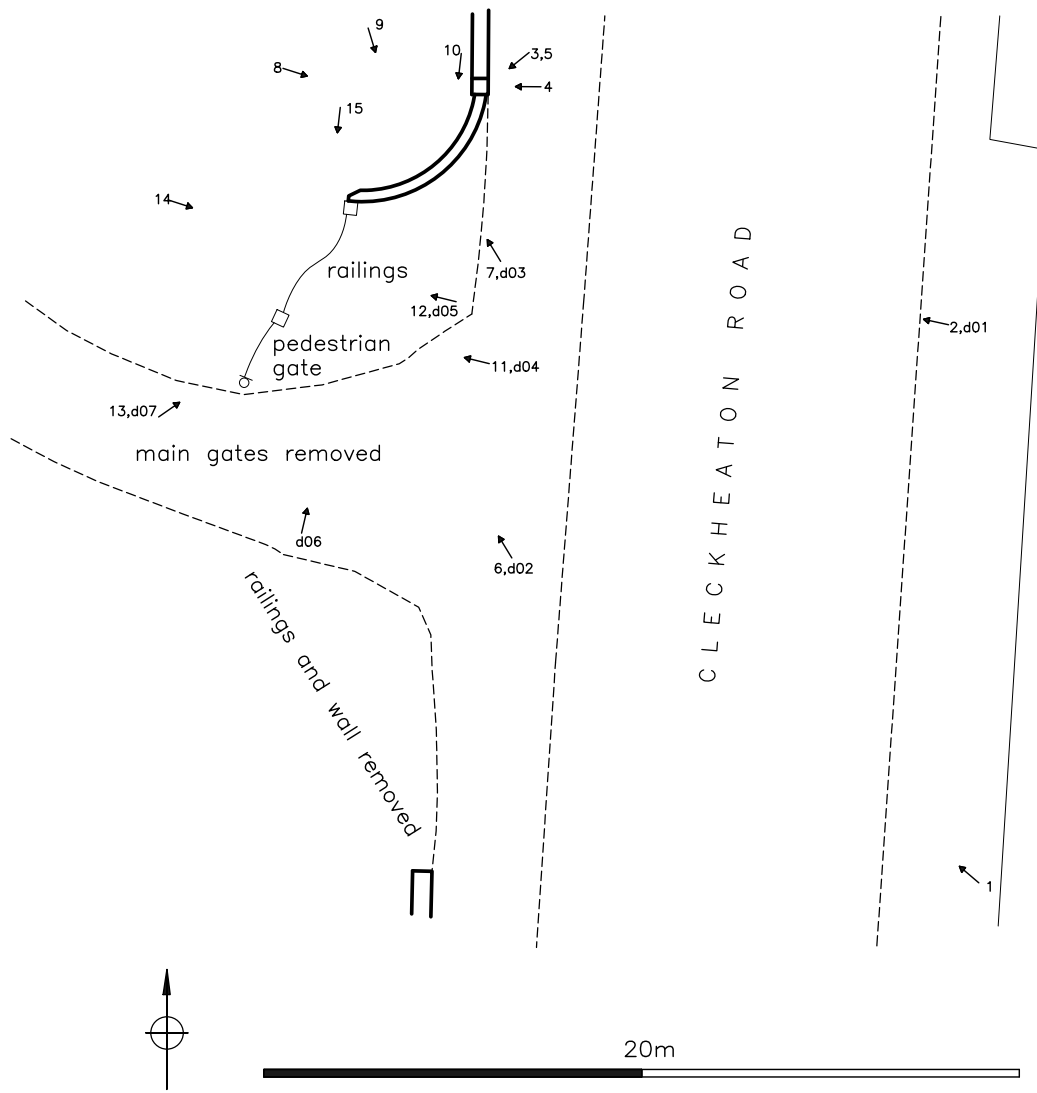 9
10
3,5
8
4
15
14
railings
7,d03
12,d05
2,d01
pedestrian
gate
11,d04
13,d07
main gates removed
CLECKHEATON ROAD
d06
6,d02
railings and wall removed
1
20m